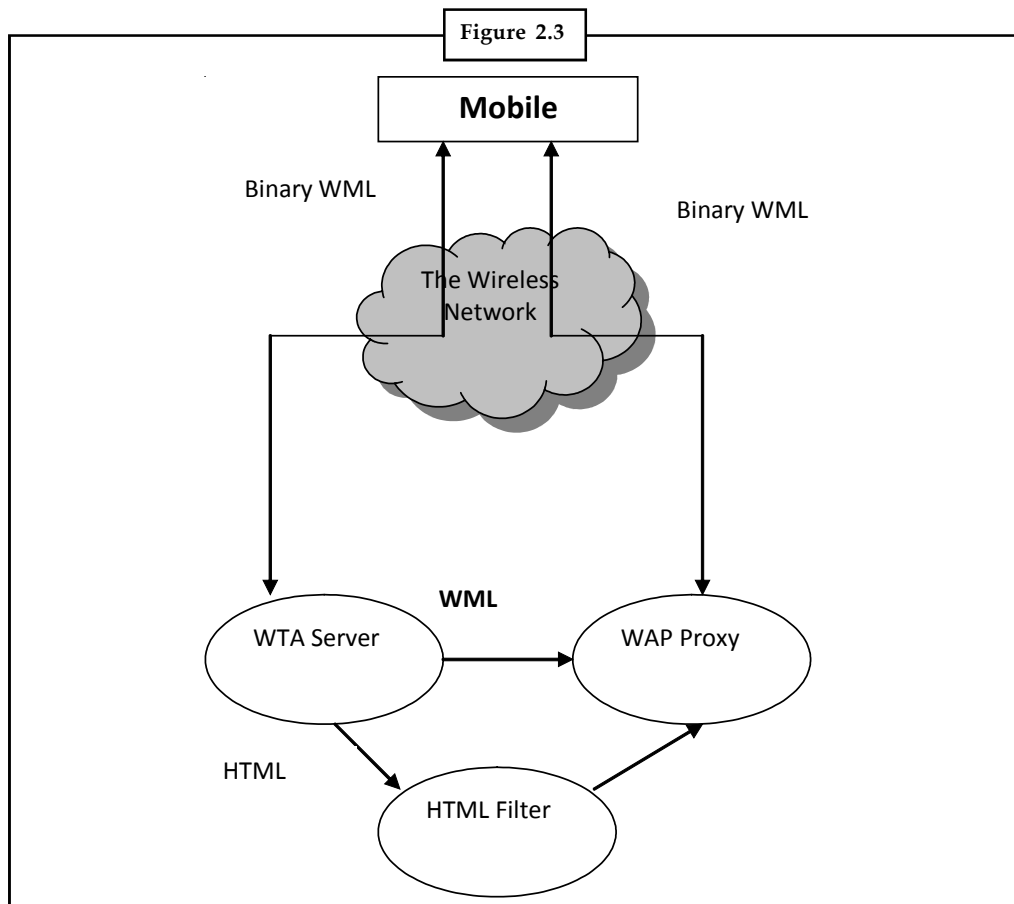 Figure 2.3
Mobile
Binary WML
Binary WML
The Wireless
Network
WML
WTA Server
WAP Proxy
HTML
HTML Filter